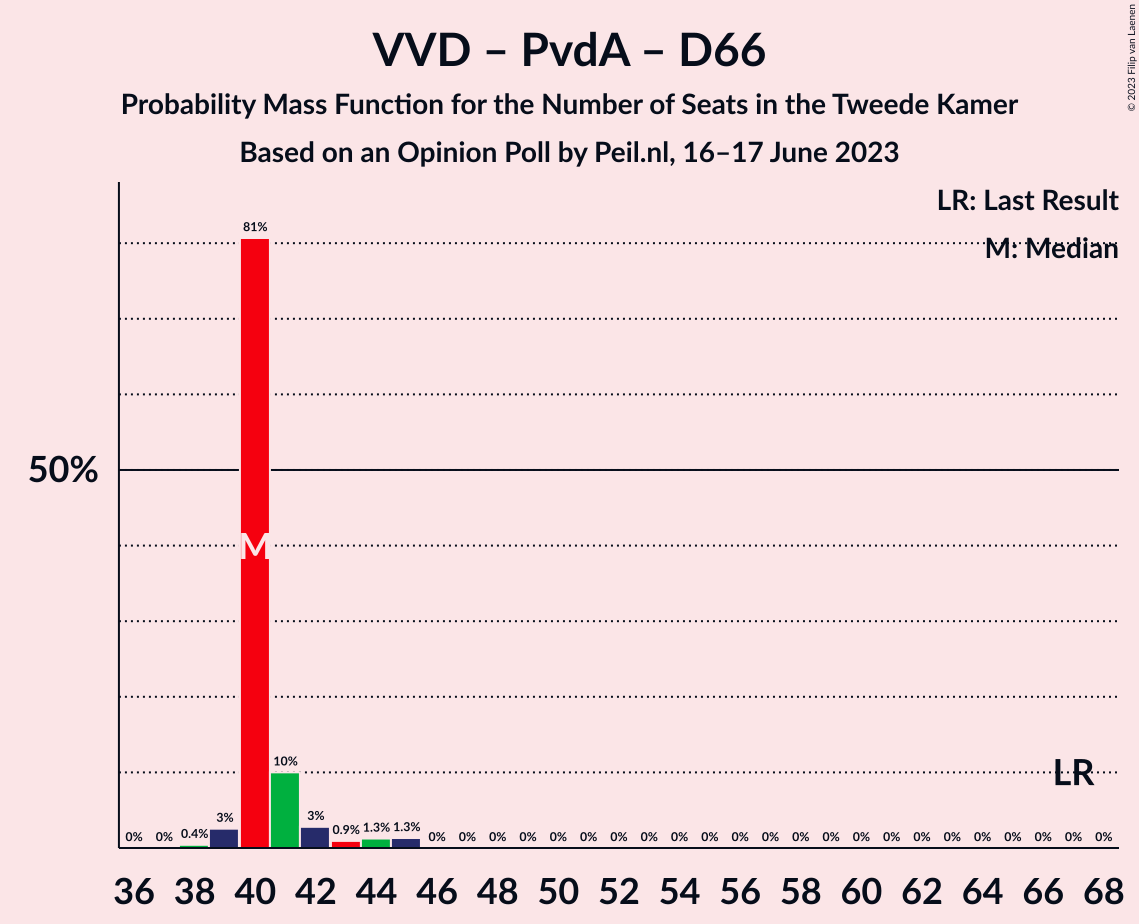 © 2023 Filip van Laenen
VVD – PvdA – D66
Probability Mass Function for the Number of Seats in the Tweede Kamer
Based on an Opinion Poll by Peil.nl, 16–17 June 2023
LR: Last Result
M: Median
50%
81%
M
10%
LR
0% 0% 0.4% 3% 3% 0.9% 1.3% 1.3% 0% 0% 0% 0% 0% 0% 0% 0% 0% 0% 0% 0% 0% 0% 0% 0% 0% 0% 0% 0% 0% 0% 0%
36 38 40 42 44 46 48 50 52 54 56 58 60 62 64 66 68